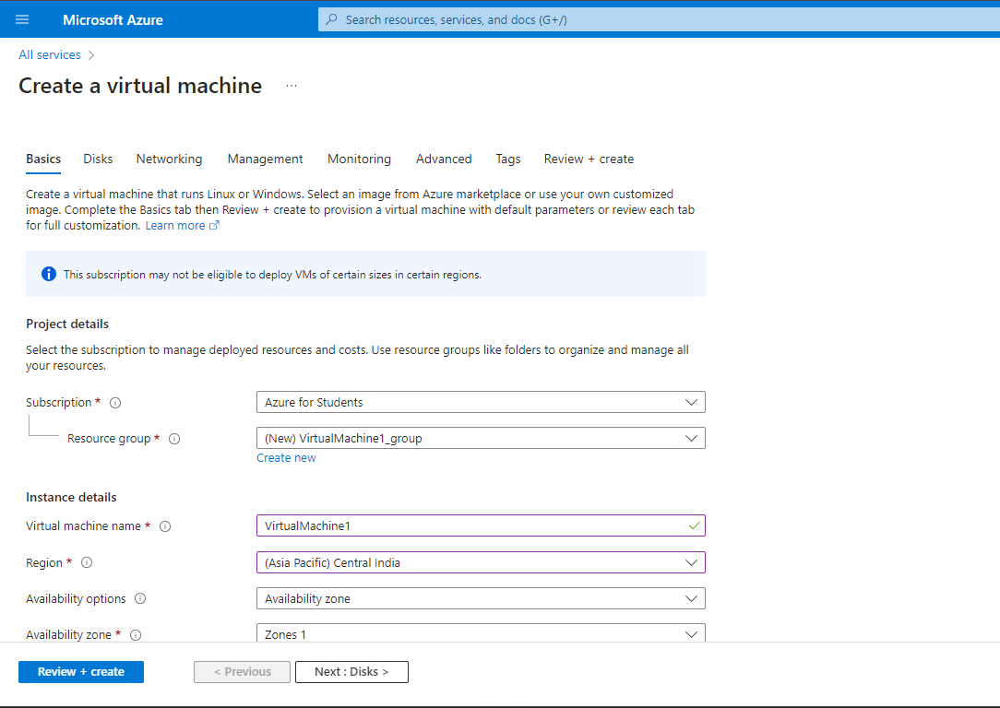 Microsoft Azure
Search resources, services, and docs (G+/)
All services >
Create a virtual machine ...
Basics Disks Networking Management Monitoring Advanced Tags Review + create
Create a virtual machine that runs Linux or Windows. Select an image from Azure marketplace or use your own customized
image. Complete the Basics tab then Review + create to provision a virtual machine with default parameters or review each tab
for full customization. Learn more
This subscription may not be eligible to deploy VMs of certain sizes in certain regions.
Project details
Select the subscription to manage deployed resources and costs. Use resource groups like folders to organize and manage all
your resources.
Subscription * Azure for Students
Resource group * (New) VirtualMachine1_group
Create new
Instance details
Virtual machine name * VirtualMachine1
Region * (Asia Pacific) Central India
Availability options Availability zone
Availability zone * Zones 1
Review + create < Previous Next : Disks >